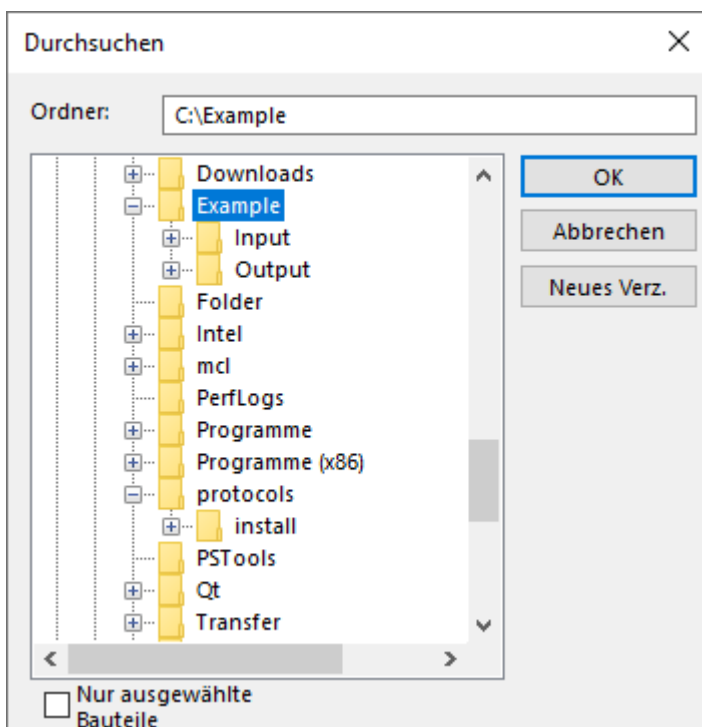 Durchsuchen
Ordner: C:\Example
Downloads
Example
Input
Output
Folder
Intel
mcl
PerfLogs
Programme
Programme (x86)
protocols
install
PSTools
Qt
Transfer
OK
Abbrechen
Neues Verz.
Nur ausgewählte
Bauteile